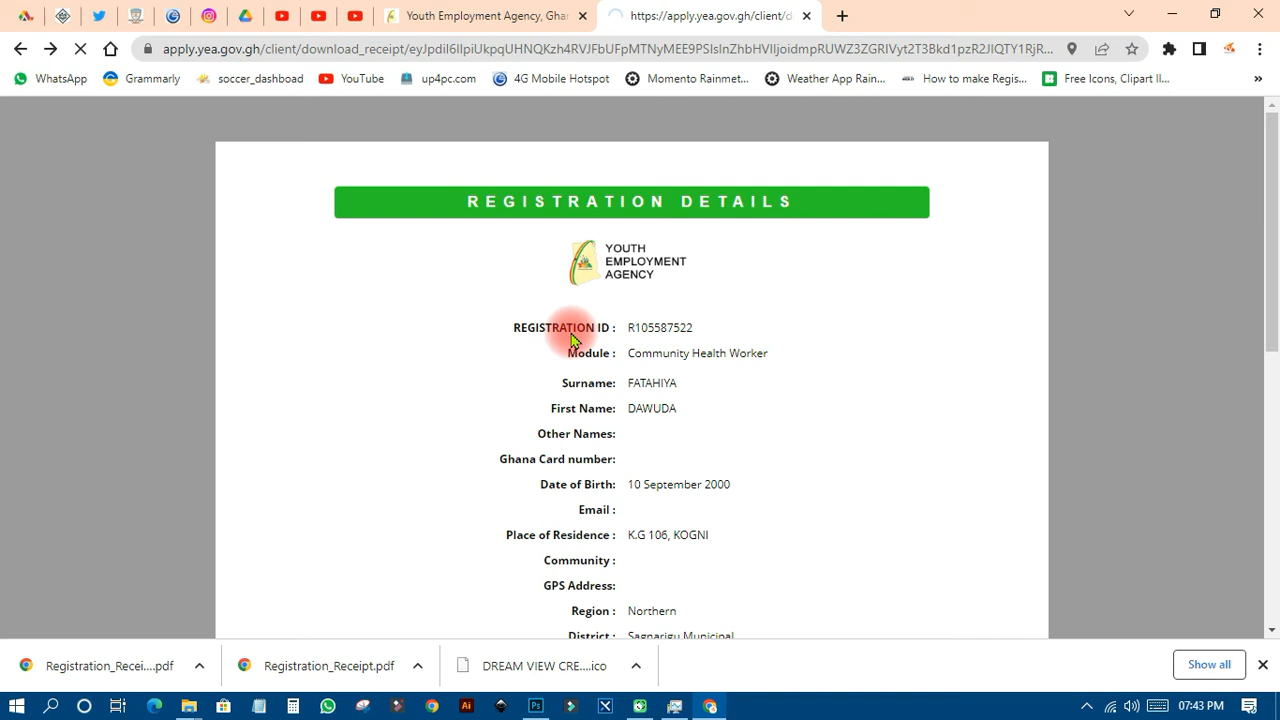 Youth Employment Agency, Gha
https://apply.yea.gov.gh/client/d
apply.yea.gov.gh/client/download_receipt/
WhatsApp
Grammarly
soccer_dashboad
YouTube
up4pc.com
4G Mobile Hotspot
Momento Rainmet...
Weather App Rain...
How to make Regis...
Free Icons, Clipart Il...
»
REGISTRATION DETAILS
YOUTH
EMPLOYMENT
AGENCY
REGISTRATION ID : R105587522
Module : Community Health Worker
Surname: FATAHIYA
First Name: DAWUDA
Other Names:
Ghana Card number:
Date of Birth: 10 September 2000
Email :
Place of Residence : K.G 106, KOGNI
Community :
GPS Address:
Region : Northern
District : Sagnarigu Municipal
Registration_Recei....pdf
Registration_Receipt.pdf
DREAM VIEW CRE....ico
Show all
Ai
Ps
07:43 PM